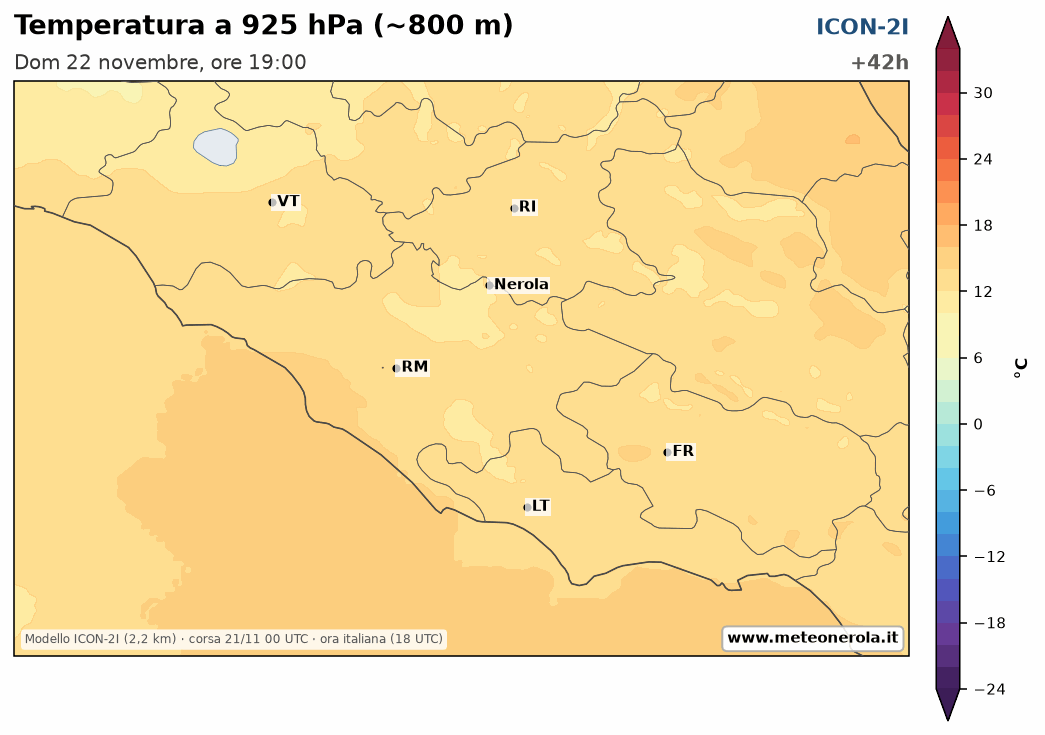 Temperatura a 925 hPa (~800 m)
ICON-2I
Dom 22 novembre, ore 19:00
+42h
VT
RI
Nerola
RM
FR
LT
Modello ICON-2I (2,2 km) · corsa 21/11 00 UTC · ora italiana (18 UTC)
www.meteonerola.it
30
24
18
12
6
0
−6
−12
−18
−24
°C